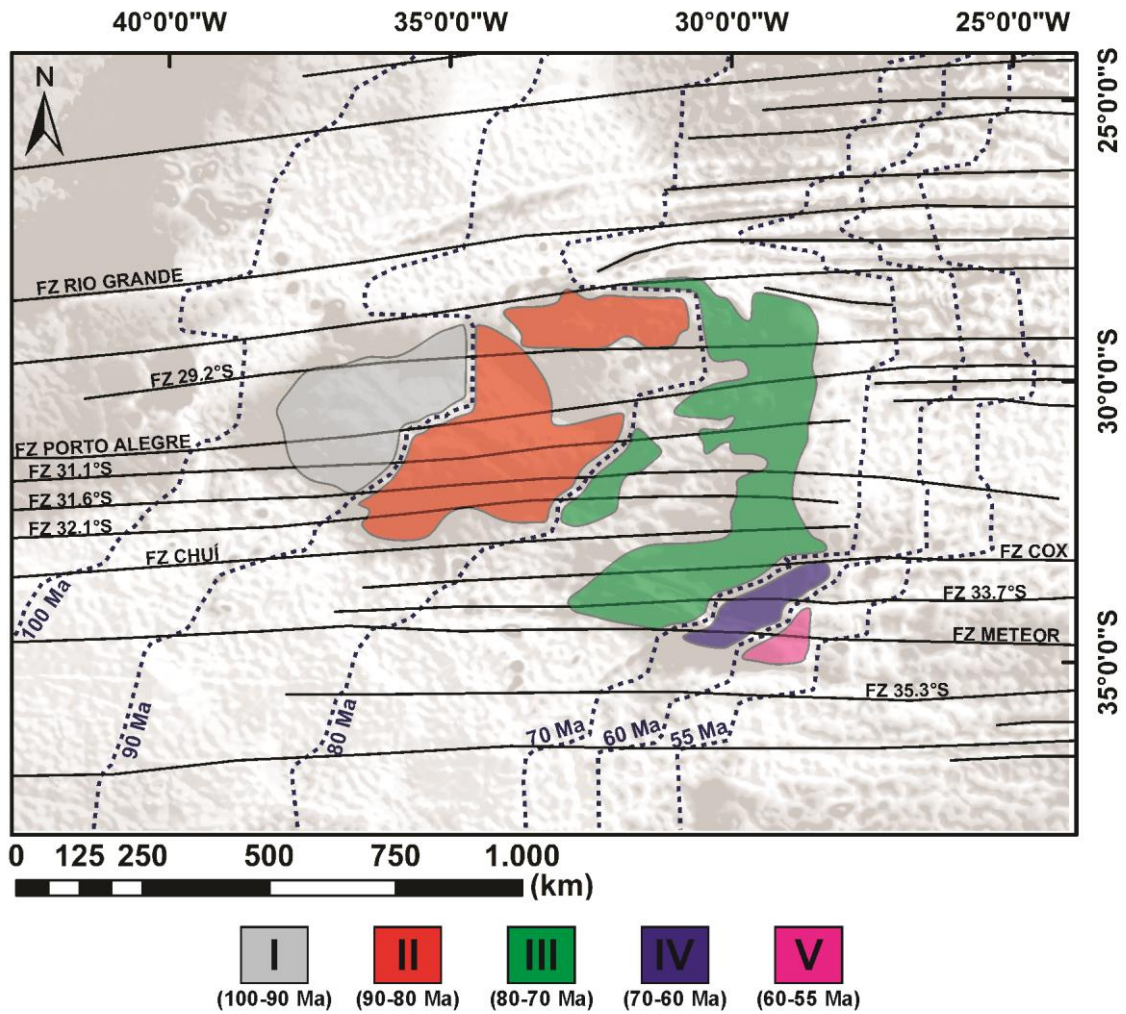 40°0'0"W 35°0'0"W 30°0'0"W 25°0'0"W
N
25°0'0"S
FZ RIO GRANDE
FZ 29.2°S
30°0'0"S
FZ PORTO ALEGRE
FZ 31.1°S
FZ 31.6°S
FZ 32.1°S
FZ CHUÍ
FZ COX
100 Ma
FZ 33.7°S
FZ METEOR
35°0'0"S
FZ 35.3°S
90 Ma
80 Ma
70 Ma
60 Ma
55 Ma
0 125 250 500 750 1.000
(km)
I II III IV V
(100-90 Ma) (90-80 Ma) (80-70 Ma) (70-60 Ma) (60-55 Ma)